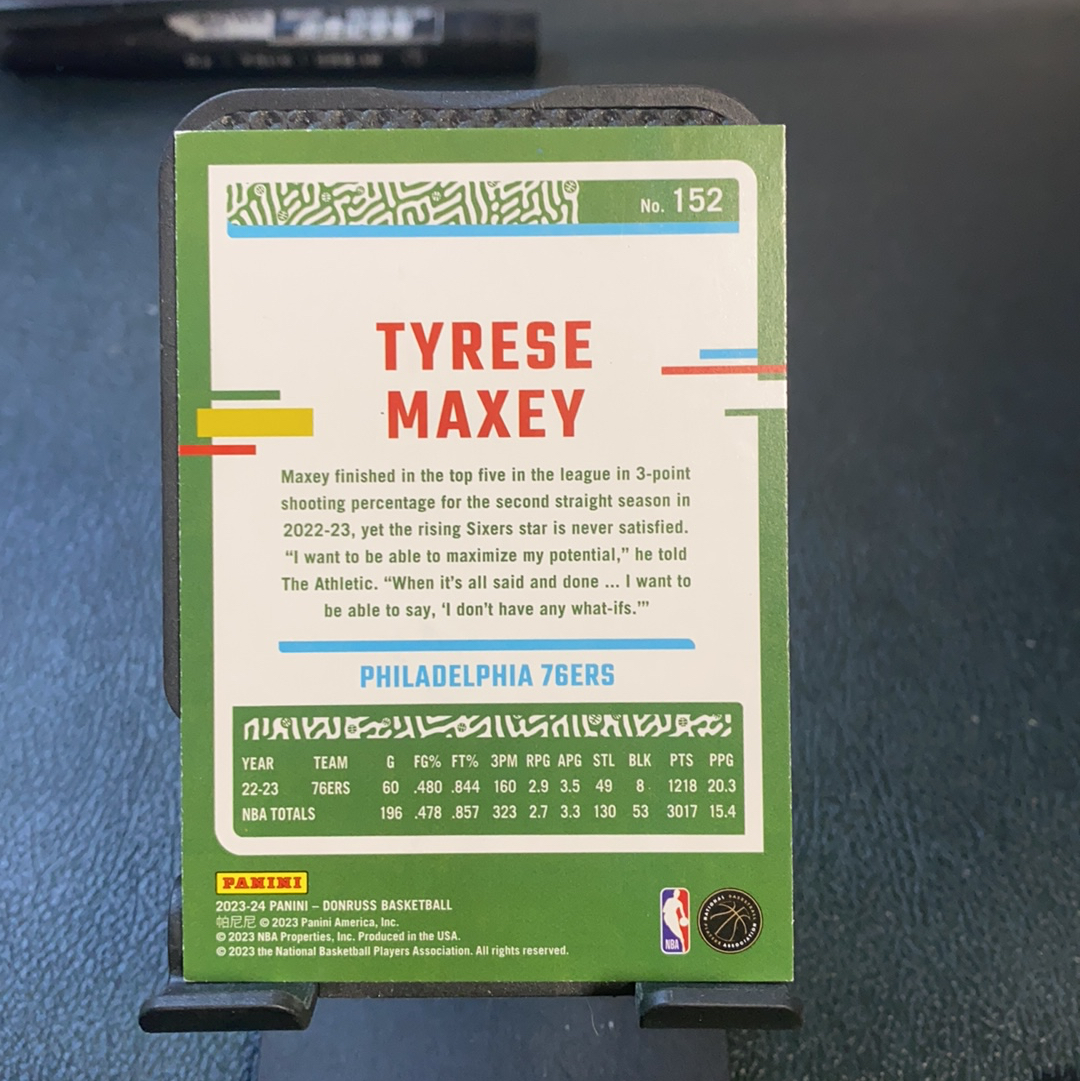 No. 152
TYRESE
MAXEY
Maxey finished in the top five in the league in 3-point
shooting percentage for the second straight season in
2022-23, yet the rising Sixers star is never satisfied.
“I want to be able to maximize my potential,” he told
The Athletic. “When it’s all said and done ... I want to
be able to say, ‘I don’t have any what-ifs.’”
PHILADELPHIA 76ERS
YEAR TEAM G FG% FT% 3PM RPG APG STL BLK PTS PPG
22-23 76ERS 60 .480 .844 160 2.9 3.5 49 8 1218 20.3
NBA TOTALS 196 .478 .857 323 2.7 3.3 130 53 3017 15.4
PANINI
2023-24 PANINI – DONRUSS BASKETBALL
帕尼尼 © 2023 Panini America, Inc.
© 2023 NBA Properties, Inc. Produced in the USA.
© 2023 the National Basketball Players Association. All rights reserved.
NBA
NATIONAL BASKETBALL PLAYERS ASSOCIATION